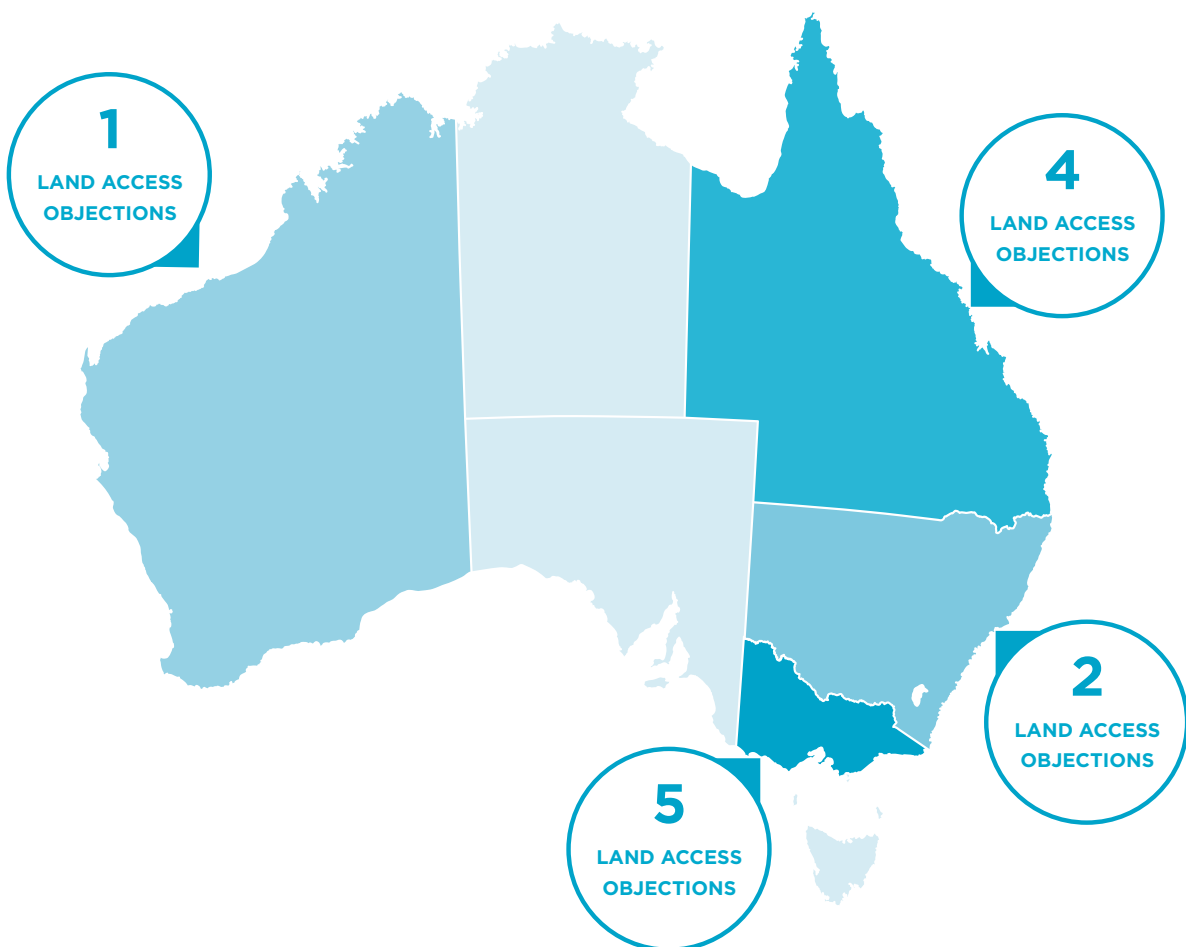 1
LAND ACCESS
OBJECTIONS
4
LAND ACCESS
OBJECTIONS
2
LAND ACCESS
OBJECTIONS
5
LAND ACCESS
OBJECTIONS